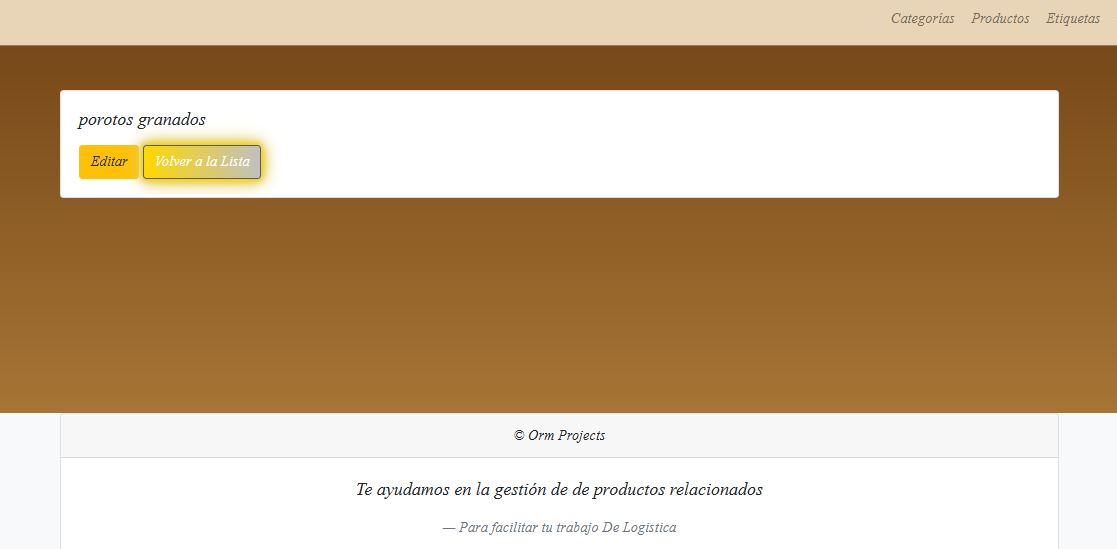 Categorías Productos Etiquetas
porotos granados
Editar Volver a la Lista
© Orm Projects
Te ayudamos en la gestión de de productos relacionados
— Para facilitar tu trabajo De Logistica